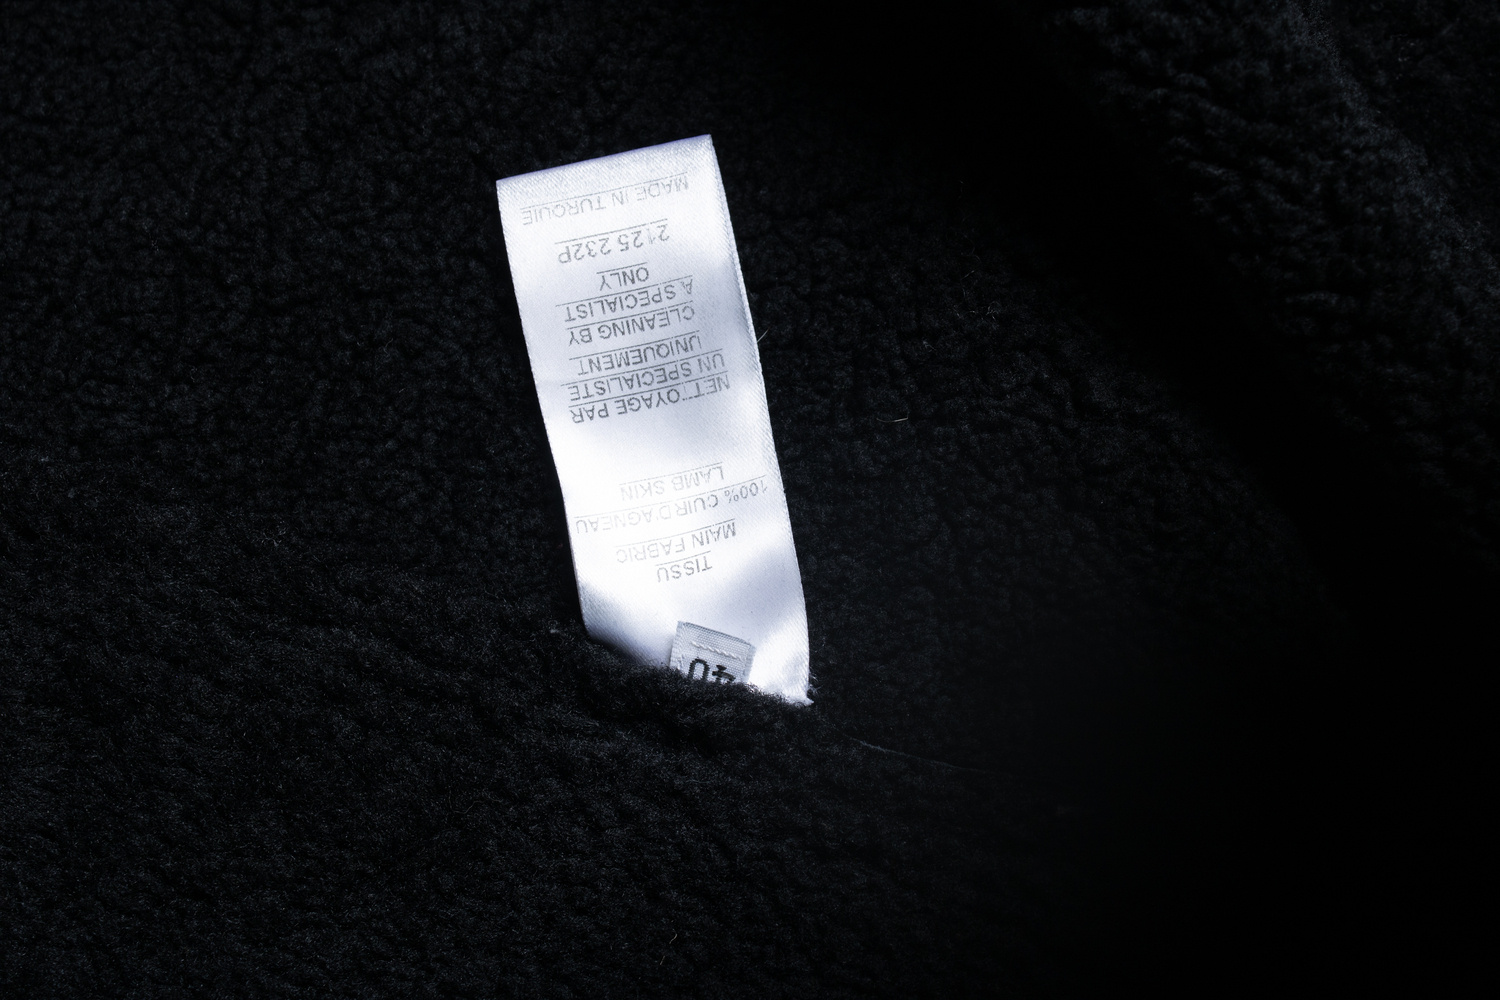 40
TISSU
MAIN FABRIC
100% CUIR D'AGNEAU
LAMB SKIN
NETTOYAGE PAR
UN SPECIALISTE
UNIQUEMENT
CLEANING BY
A SPECIALIST
ONLY
2125 232P
MADE IN TURQUIE